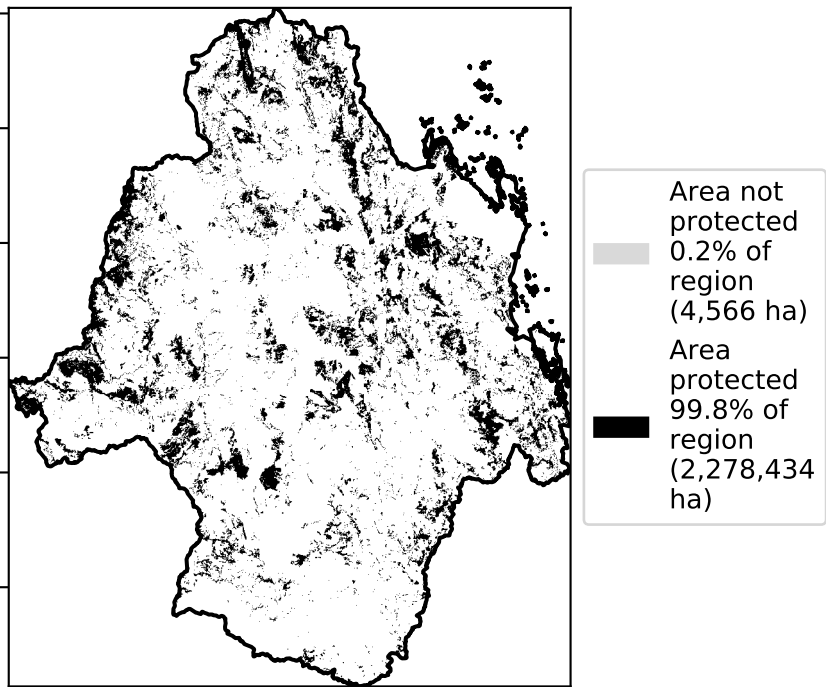 Area not
protected
0.2% of
region
(4,566 ha)
Area
protected
99.8% of
region
(2,278,434
ha)